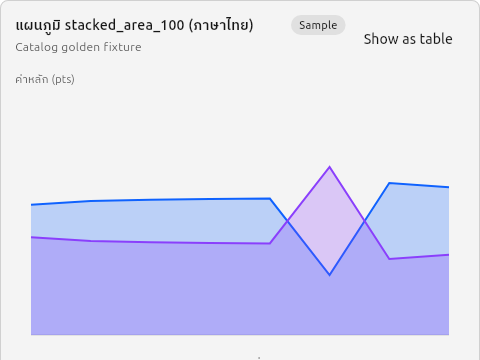 แผนภูมิ stacked_area_100 (ภาษาไทย)
Sample
Show as table
Catalog golden fixture
ค่าหลัก (pts)